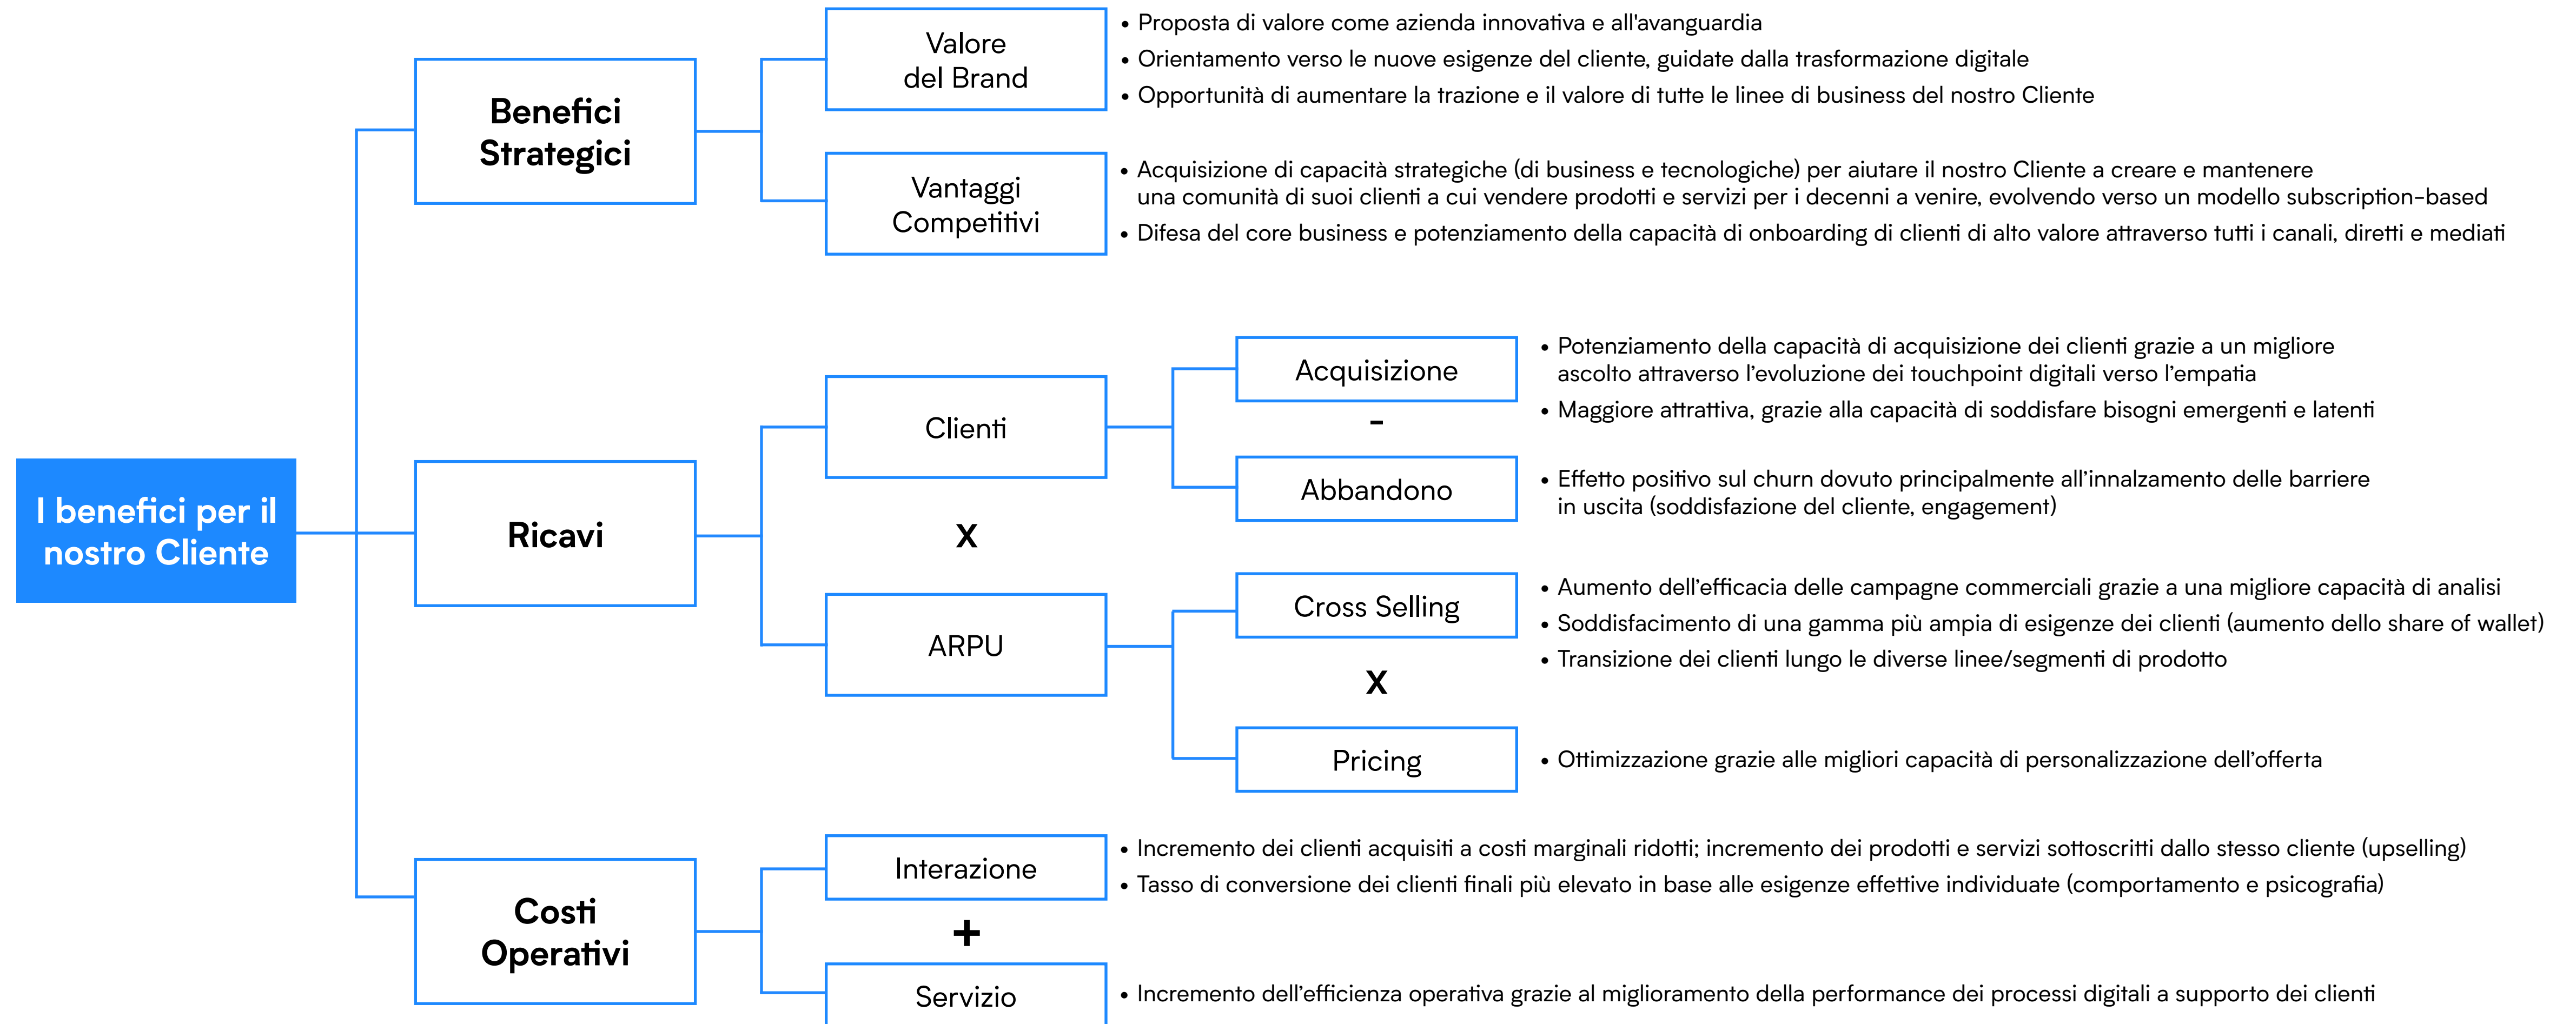 I benefici per il
nostro Cliente
Benefici
Strategici
Valore
del Brand
• Proposta di valore come azienda innovativa e all'avanguardia
• Orientamento verso le nuove esigenze del cliente, guidate dalla trasformazione digitale
• Opportunità di aumentare la trazione e il valore di tutte le linee di business del nostro Cliente
Vantaggi
Competitivi
• Acquisizione di capacità strategiche (di business e tecnologiche) per aiutare il nostro Cliente a creare e mantenere
una comunità di suoi clienti a cui vendere prodotti e servizi per i decenni a venire, evolvendo verso un modello subscription-based
• Difesa del core business e potenziamento della capacità di onboarding di clienti di alto valore attraverso tutti i canali, diretti e mediati
Ricavi
Clienti
Acquisizione
• Potenziamento della capacità di acquisizione dei clienti grazie a un migliore
ascolto attraverso l’evoluzione dei touchpoint digitali verso l’empatia
• Maggiore attrattiva, grazie alla capacità di soddisfare bisogni emergenti e latenti
-
Abbandono
• Effetto positivo sul churn dovuto principalmente all’innalzamento delle barriere
in uscita (soddisfazione del cliente, engagement)
x
ARPU
Cross Selling
• Aumento dell’efficacia delle campagne commerciali grazie a una migliore capacità di analisi
• Soddisfacimento di una gamma più ampia di esigenze dei clienti (aumento dello share of wallet)
• Transizione dei clienti lungo le diverse linee/segmenti di prodotto
x
Pricing
• Ottimizzazione grazie alle migliori capacità di personalizzazione dell’offerta
Costi
Operativi
Interazione
• Incremento dei clienti acquisiti a costi marginali ridotti; incremento dei prodotti e servizi sottoscritti dallo stesso cliente (upselling)
• Tasso di conversione dei clienti finali più elevato in base alle esigenze effettive individuate (comportamento e psicografia)
+
Servizio
• Incremento dell’efficienza operativa grazie al miglioramento della performance dei processi digitali a supporto dei clienti